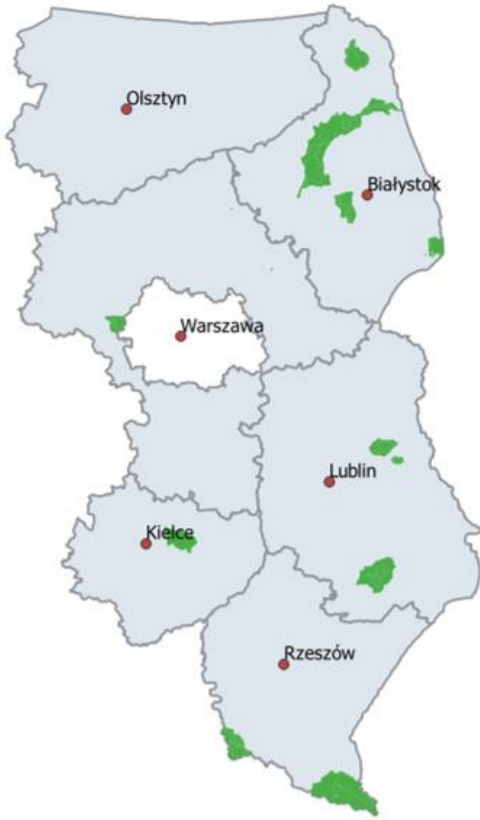 Olsztyn
Białystok
Warszawa
Lublin
Kielce
Rzeszów